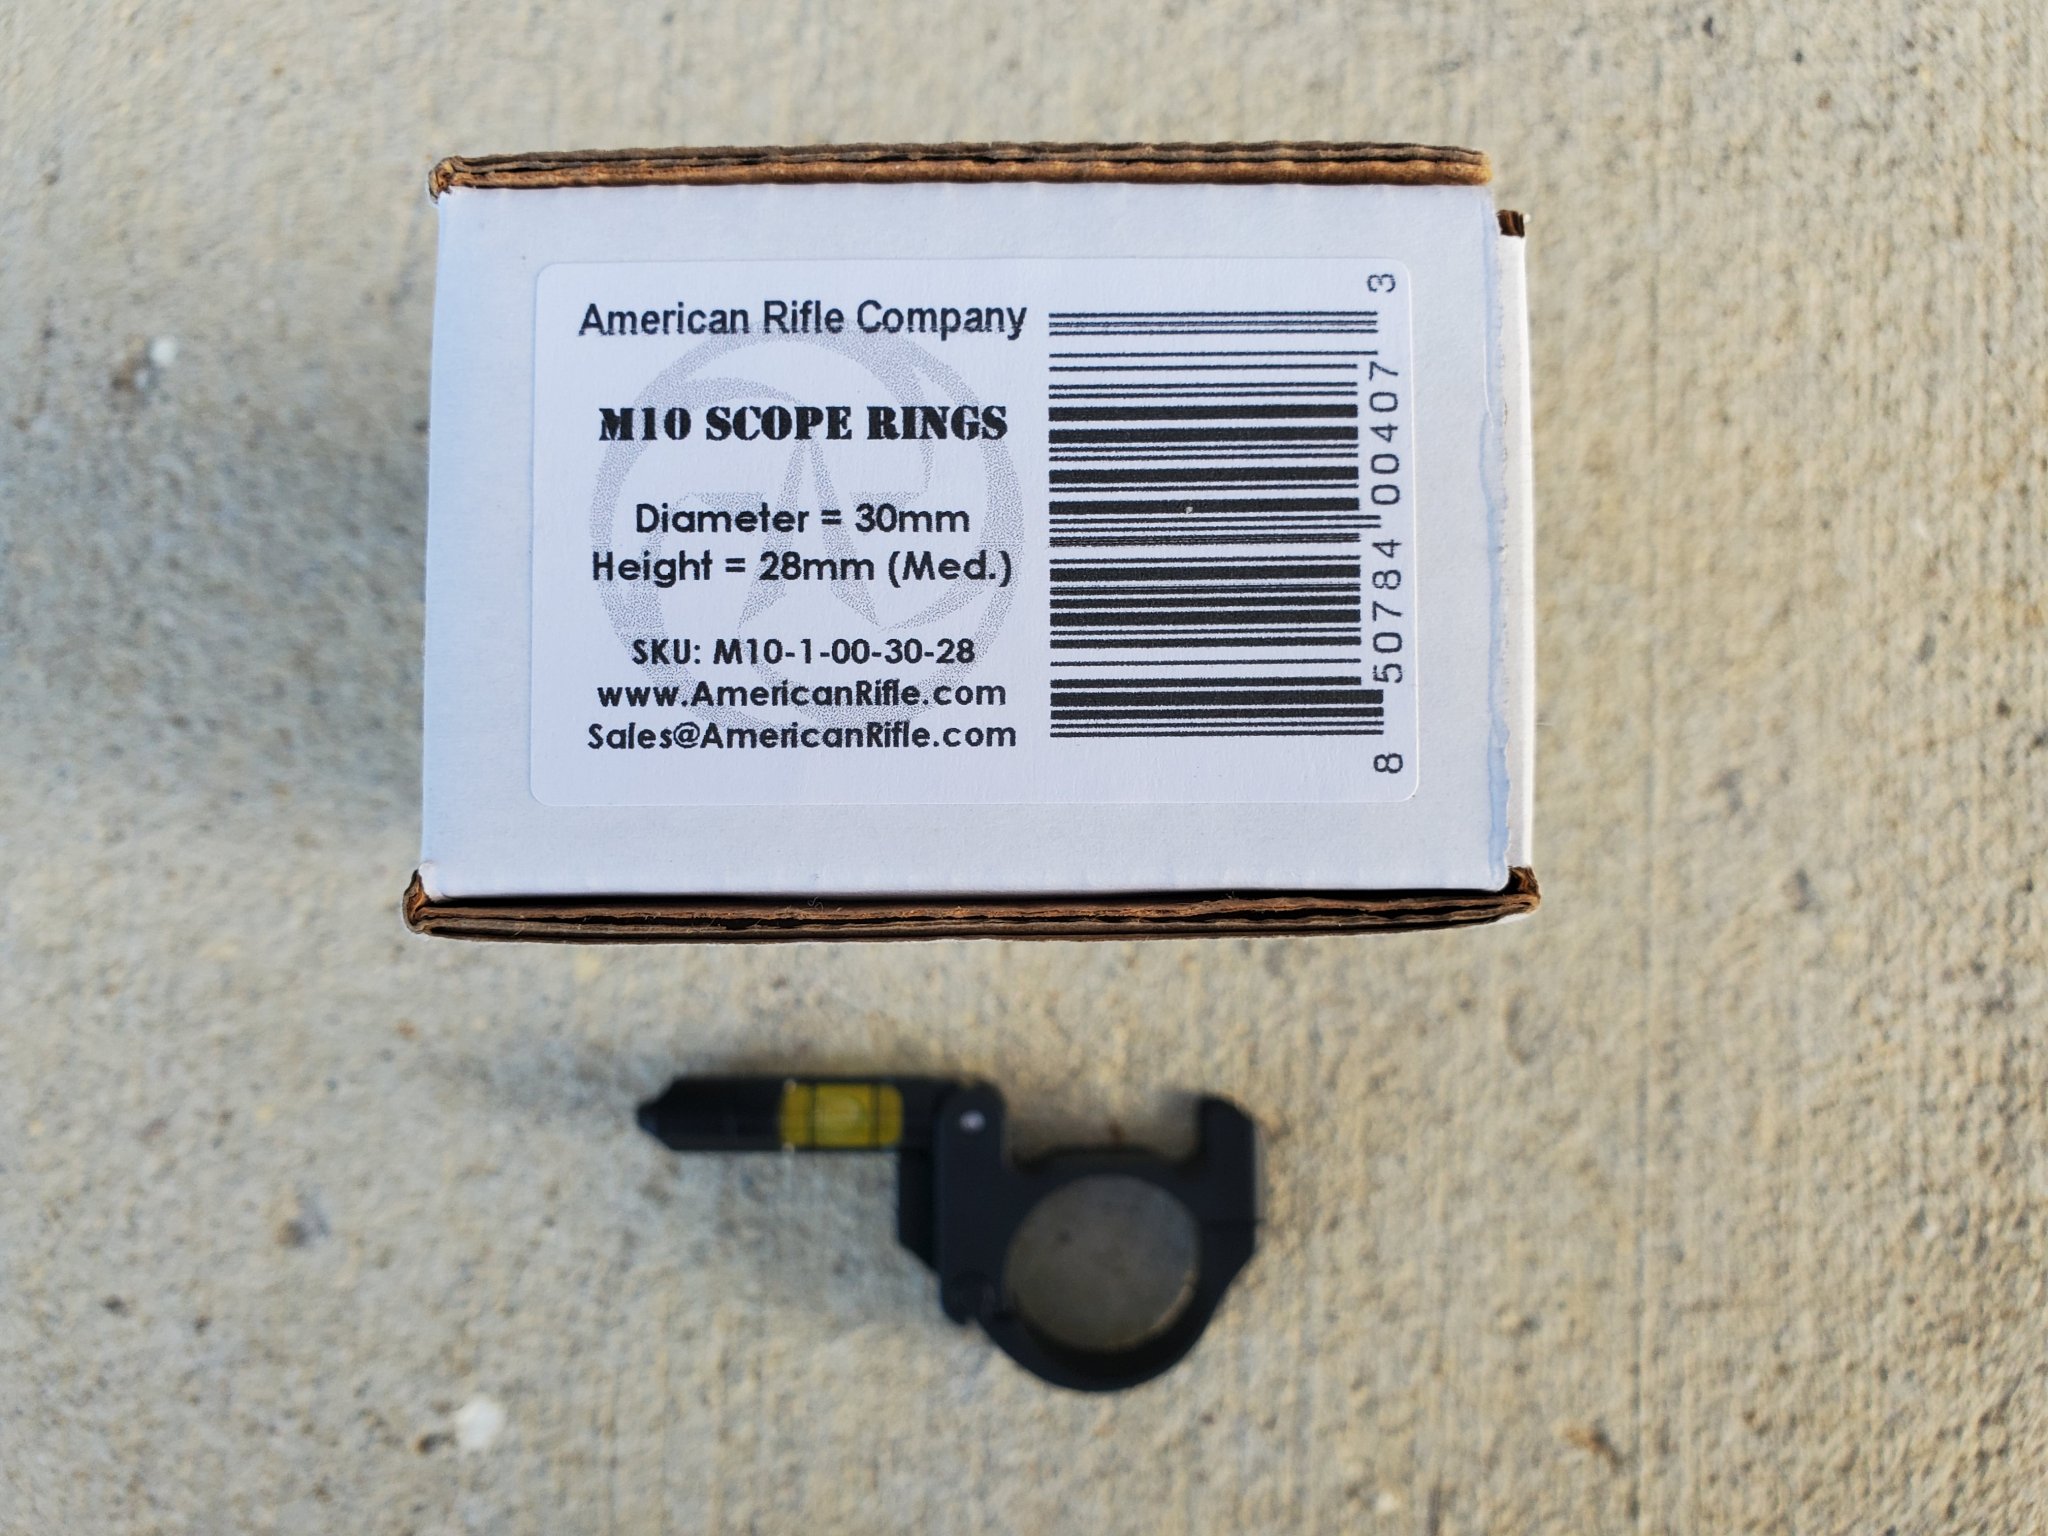 American Rifle Company
M10 SCOPE RINGS
Diameter = 30mm
Height = 28mm (Med.)
SKU: M10-1-00-30-28
www.AmericanRifle.com
Sales@AmericanRifle.com
8 50784 00407 3